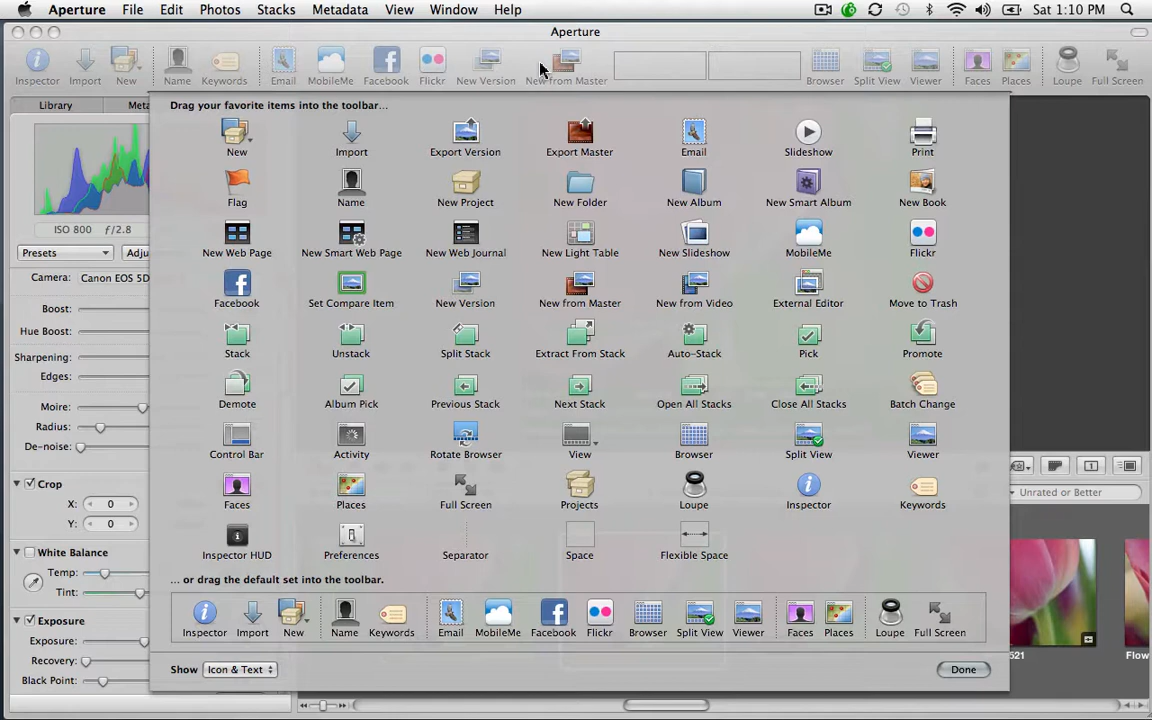 Aperture File Edit Photos Stacks Metadata View Window Help Sat 1:10 PM
Aperture
Inspector Import New Name Keywords Email MobileMe Facebook Flickr New Version New from Master Browser Split View Viewer Faces Places Loupe Full Screen
Library
Drag your favorite items into the toolbar...
New Import Export Version Export Master Email Slideshow Print
Flag Name New Project New Folder New Album New Smart Album New Book
ISO 800 ƒ/2.8
New Web Page New Smart Web Page New Web Journal New Light Table New Slideshow MobileMe Flickr
Presets
Camera: Canon EOS 5D
Facebook Set Compare Item New Version New from Master New from Video External Editor Move to Trash
Boost:
Hue Boost:
Stack Unstack Split Stack Extract From Stack Auto-Stack Pick Promote
Sharpening:
Edges:
Demote Album Pick Previous Stack Next Stack Open All Stacks Close All Stacks Batch Change
Moire:
Radius:
De-noise:
Control Bar Activity Rotate Browser View Browser Split View Viewer
1
Crop
Unrated or Better
X: 0
Y: 0
Faces Places Full Screen Projects Loupe Inspector Keywords
Inspector HUD Preferences Separator Space Flexible Space
White Balance
Temp:
Tint:
... or drag the default set into the toolbar.
Exposure
Exposure:
Recovery:
Black Point:
Inspector Import New Name Keywords Email MobileMe Facebook Flickr Browser Split View Viewer Faces Places Loupe Full Screen
521
Show Icon & Text Done